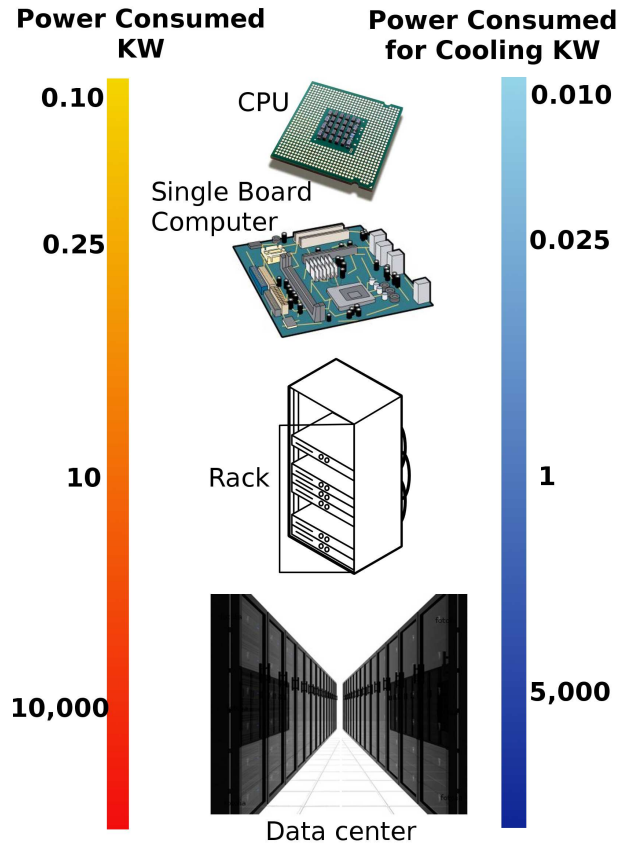 Power Consumed
KW
Power Consumed
for Cooling KW
0.10
CPU
0.010
Single Board
Computer
0.25
0.025
10
Rack
1
10,000
5,000
Data center